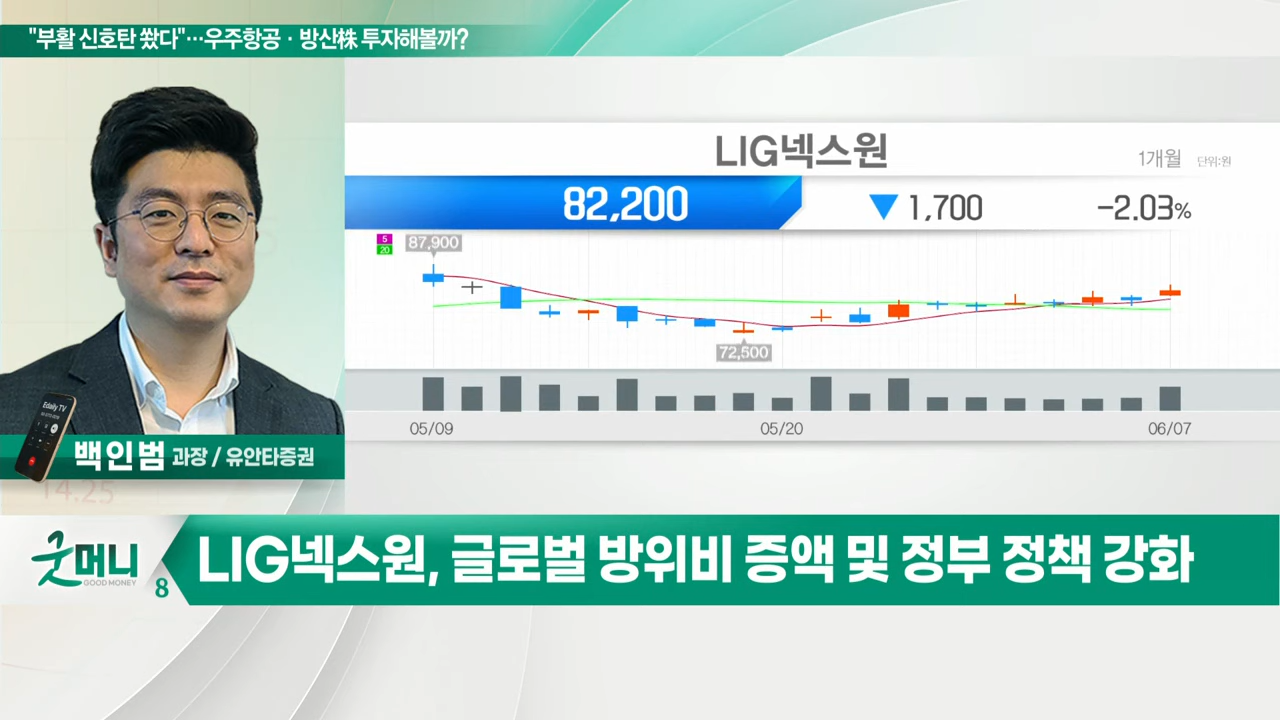 "부활 신호탄 쐈다"…우주항공·방산株 투자해볼까?
LIG넥스원
1개월 단위:원
82,200 ▼1,700 -2.03%
5
20
87,900
72,500
05/09 05/20 06/07
Edaily TV
백인범 과장 / 유안타증권
14.25
굿머니
GOOD MONEY
8
LIG넥스원, 글로벌 방위비 증액 및 정부 정책 강화